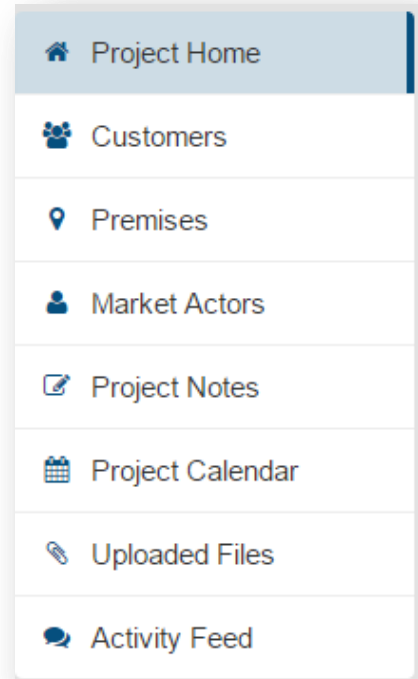 Project Home
Customers
Premises
Market Actors
Project Notes
Project Calendar
Uploaded Files
Activity Feed